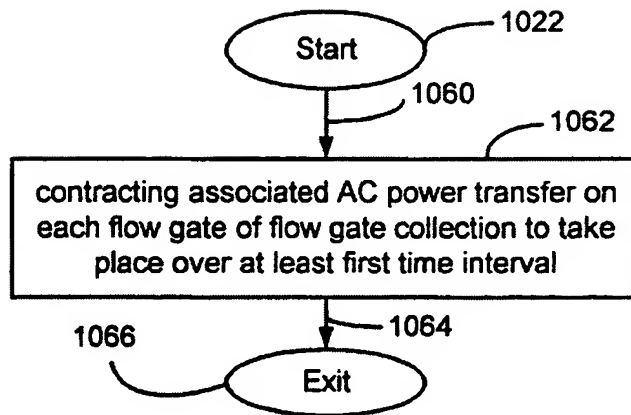 Start
1022
1060
1062
contracting associated AC power transfer on
each flow gate of flow gate collection to take
place over at least first time interval
1064
1066
Exit